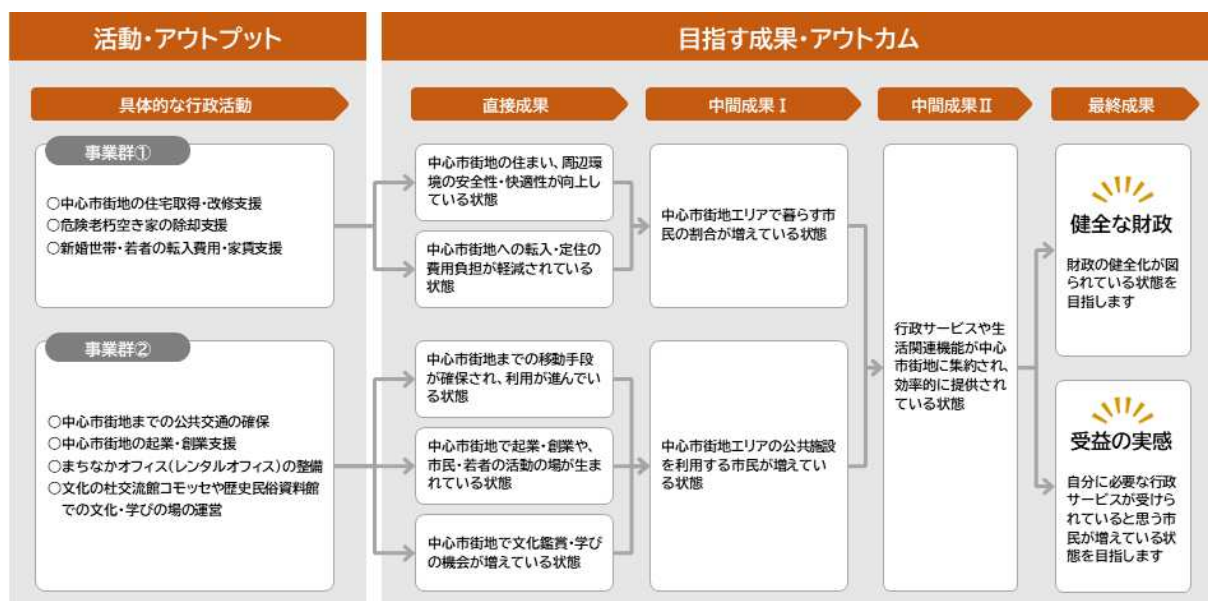 活動・アウトプット
目指す成果・アウトカム
具体的な行政活動
直接成果
中間成果Ⅰ
中間成果Ⅱ
最終成果
事業群①
○中心市街地の住宅取得・改修支援
○危険老朽空き家の除却支援
○新婚世帯・若者の転入費用・家賃支援
中心市街地の住まい、周辺環
境の安全性・快適性が向上し
ている状態
中心市街地への転入・定住の
費用負担が軽減されている
状態
中心市街地エリアで暮らす市
民の割合が増えている状態
事業群②
○中心市街地までの公共交通の確保
○中心市街地の起業・創業支援
○まちなかオフィス(レンタルオフィス)の整備
○文化の杜交流館コモッセや歴史民俗資料館
での文化・学びの場の運営
中心市街地までの移動手段
が確保され、利用が進んでい
る状態
中心市街地で起業・創業や、
市民・若者の活動の場が生ま
れている状態
中心市街地で文化鑑賞・学び
の機会が増えている状態
中心市街地エリアの公共施設
を利用する市民が増えてい
る状態
行政サービスや生
活関連機能が中心
市街地に集約され、
効率的に提供され
ている状態
健全な財政
財政の健全化が図
られている状態を
目指します
受益の実感
自分に必要な行政
サービスが受けら
れていると思う市
民が増えている状
態を目指します